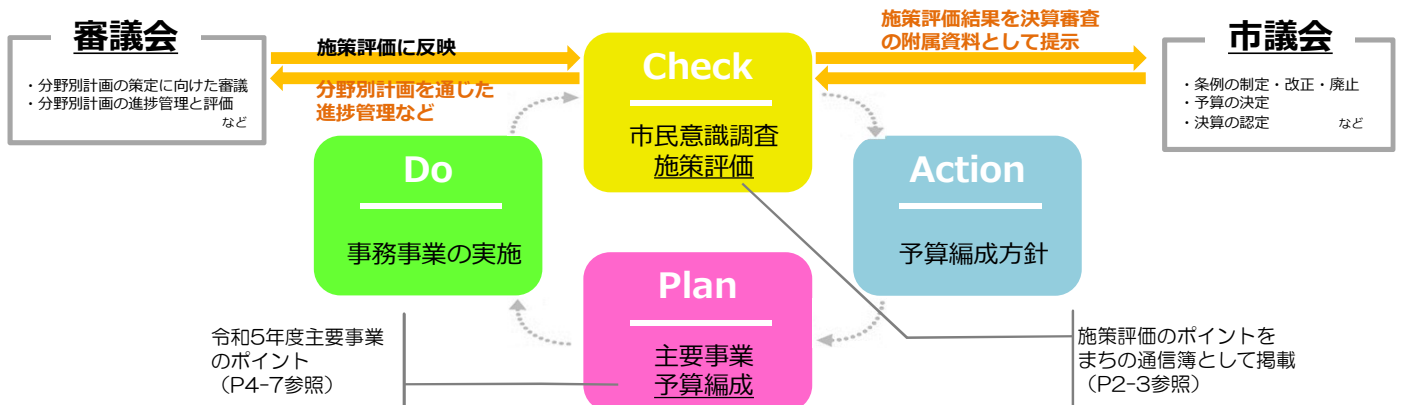 審議会
・分野別計画の策定に向けた審議
・分野別計画の進捗管理と評価
など
施策評価に反映
分野別計画を通じた
進捗管理など
Check
市民意識調査
施策評価
施策評価結果を決算審査
の附属資料として提示
市議会
・条例の制定・改正・廃止
・予算の決定
・決算の認定 など
Do
事務事業の実施
Action
予算編成方針
Plan
主要事業
予算編成
令和5年度主要事業
のポイント
（P4-7参照）
施策評価のポイントを
まちの通信簿として掲載
（P2-3参照）